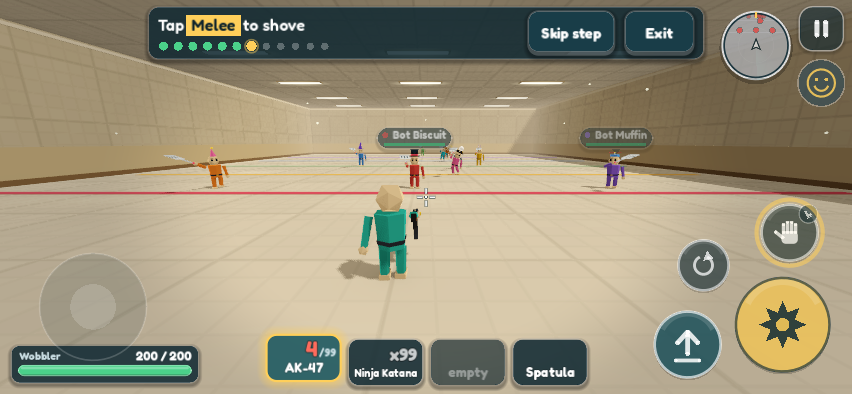 Tap Melee to shove
Skip step
Exit
Bot Biscuit
Bot Muffin
Wobbler
200 / 200
4/99
AK-47
x99
Ninja Katana
empty
Spatula